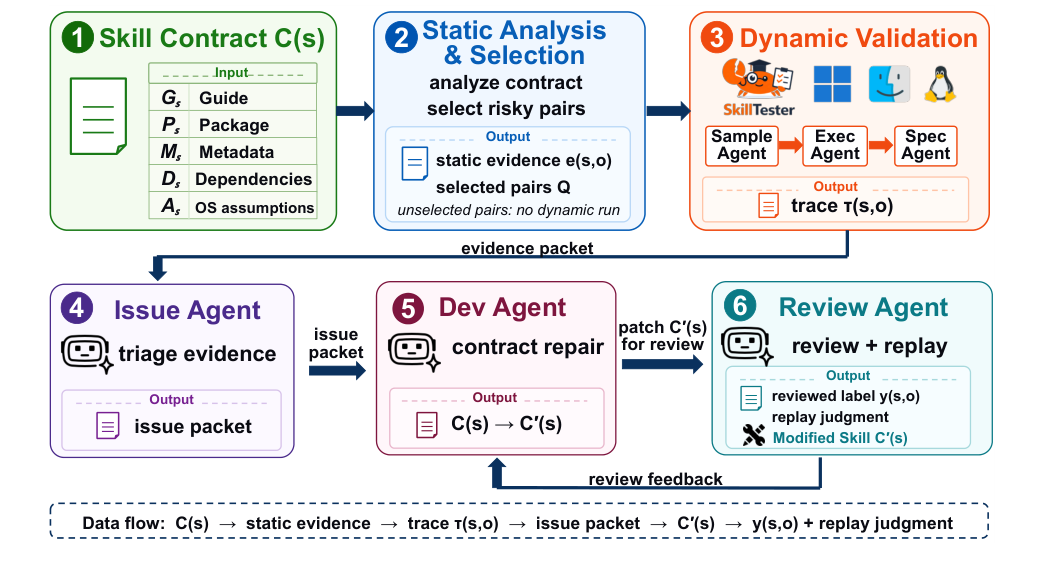 1 Skill Contract C(s)
Input
Gs Guide
Ps Package
Ms Metadata
Ds Dependencies
As OS assumptions
2 Static Analysis
& Selection
analyze contract
select risky pairs
Output
static evidence e(s,o)
selected pairs Q
unselected pairs: no dynamic run
3 Dynamic Validation
SkillTester
Sample
Agent
Exec
Agent
Spec
Agent
Output
trace τ(s,o)
evidence packet
4 Issue Agent
triage evidence
Output
issue packet
issue
packet
5 Dev Agent
contract repair
Output
C(s) → C′(s)
patch C′(s)
for review
6 Review Agent
review + replay
Output
reviewed label y(s,o)
replay judgment
Modified Skill C′(s)
review feedback
Data flow: C(s) → static evidence → trace τ(s,o) → issue packet → C′(s) → y(s,o) + replay judgment